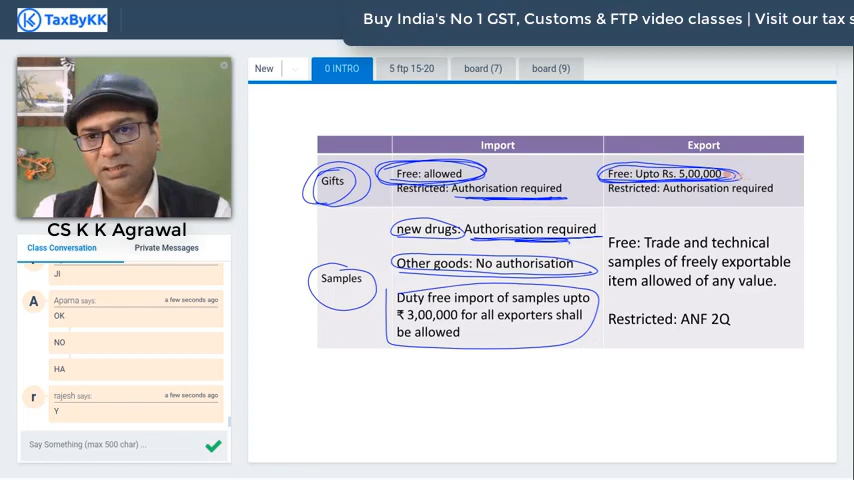 TaxByKK
Buy India's No 1 GST, Customs & FTP video classes | Visit our tax s
CS K K Agrawal
Class Conversation
Private Messages
JI
A
Aparna says:
a few seconds ago
OK
NO
HA
r
rajesh says:
a few seconds ago
Y
Say Something (max 500 char) ...
New
0 INTRO
5 ftp 15-20
board (7)
board (9)
Import
Export
Gifts
Free: allowed
Restricted: Authorisation required
Free: Upto Rs. 5,00,000
Restricted: Authorisation required
Samples
new drugs: Authorisation required
Other goods: No authorisation
Duty free import of samples upto
₹ 3,00,000 for all exporters shall
be allowed
Free: Trade and technical
samples of freely exportable
item allowed of any value.
Restricted: ANF 2Q